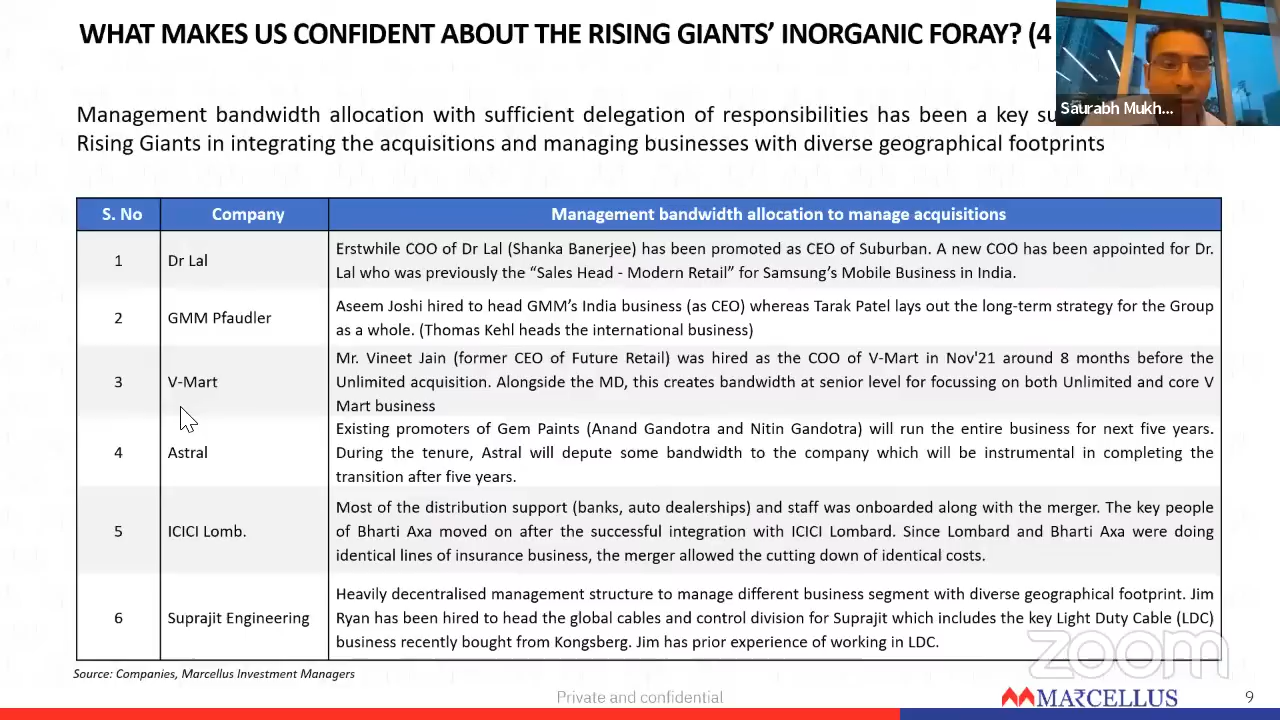 WHAT MAKES US CONFIDENT ABOUT THE RISING GIANTS' INORGANIC FORAY? (4
Saurabh Mukh...
Management bandwidth allocation with sufficient delegation of responsibilities has been a key
Rising Giants in integrating the acquisitions and managing businesses with diverse geographical footprints
S. No Company Management bandwidth allocation to manage acquisitions
1 Dr Lal Erstwhile COO of Dr Lal (Shanka Banerjee) has been promoted as CEO of Suburban. A new COO has been appointed for Dr.
Lal who was previously the "Sales Head - Modern Retail" for Samsung's Mobile Business in India.
2 GMM Pfaudler Aseem Joshi hired to head GMM's India business (as CEO) whereas Tarak Patel lays out the long-term strategy for the Group
as a whole. (Thomas Kehl heads the international business)
3 V-Mart Mr. Vineet Jain (former CEO of Future Retail) was hired as the COO of V-Mart in Nov'21 around 8 months before the
Unlimited acquisition. Alongside the MD, this creates bandwidth at senior level for focussing on both Unlimited and core V
Mart business
4 Astral Existing promoters of Gem Paints (Anand Gandotra and Nitin Gandotra) will run the entire business for next five years.
During the tenure, Astral will depute some bandwidth to the company which will be instrumental in completing the
transition after five years.
5 ICICI Lomb. Most of the distribution support (banks, auto dealerships) and staff was onboarded along with the merger. The key people
of Bharti Axa moved on after the successful integration with ICICI Lombard. Since Lombard and Bharti Axa were doing
identical lines of insurance business, the merger allowed the cutting down of identical costs.
6 Suprajit Engineering Heavily decentralised management structure to manage different business segment with diverse geographical footprint. Jim
Ryan has been hired to head the global cables and control division for Suprajit which includes the key Light Duty Cable (LDC)
business recently bought from Kongsberg. Jim has prior experience of working in LDC.
zoom
Source: Companies, Marcellus Investment Managers
Private and confidential
MARCELLUS
9